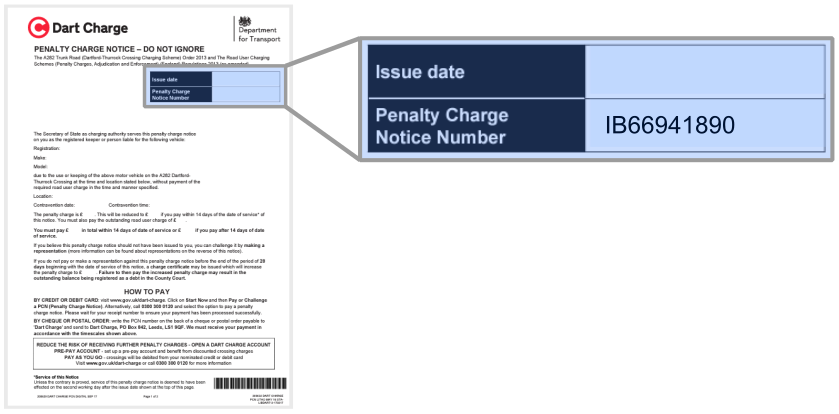 Dart Charge
Department
for Transport
PENALTY CHARGE NOTICE – DO NOT IGNORE
The A282 Trunk Road (Dartford-Thurrock Crossing Charging Scheme) Order 2013 and The Road User Charging
Schemes (Penalty Charges, Adjudication and Enforcement) (England) Regulations 2013 (as amended)
Issue date
Penalty Charge
Notice Number
Issue date
Penalty Charge
Notice Number
IB66941890
The Secretary of State as charging authority serves this penalty charge notice
on you as the registered keeper or person liable for the following vehicle:
Registration:
Make:
Model:
due to the use or keeping of the above motor vehicle on the A282 Dartford-
Thurrock Crossing at the time and location stated below, without payment of the
required road user charge in the time and manner specified.
Location:
Contravention date: Contravention time:
The penalty charge is £ . This will be reduced to £ if you pay within 14 days of the date of service* of
this notice. You must also pay the outstanding road user charge of £ .
You must pay £ in total within 14 days of date of service or £ if you pay after 14 days of date
of service.
If you believe this penalty charge notice should not have been issued to you, you can challenge it by making a
representation (more information can be found about representations on the reverse of this notice).
If you do not pay or make a representation against this penalty charge notice before the end of the period of 28
days beginning with the date of service of this notice, a charge certificate may be issued which will increase
the penalty charge to £ . Failure to then pay the increased penalty charge may result in the
outstanding balance being registered as a debt in the County Court.
HOW TO PAY
BY CREDIT OR DEBIT CARD: visit www.gov.uk/dart-charge. Click on Start Now and then Pay or Challenge
a PCN (Penalty Charge Notice). Alternatively, call 0300 300 0120 and select the option to pay a penalty
charge notice. Please wait for your receipt number to ensure your payment has been processed successfully.
BY CHEQUE OR POSTAL ORDER: write the PCN number on the back of a cheque or postal order payable to
'Dart Charge' and send to Dart Charge, PO Box 842, Leeds, LS1 9QF. We must receive your payment in
accordance with the timescales shown above.
REDUCE THE RISK OF RECEIVING FURTHER PENALTY CHARGES - OPEN A DART CHARGE ACCOUNT
PRE-PAY ACCOUNT - set up a pre-pay account and benefit from discounted crossing charges
PAY AS YOU GO - crossings will be debited from your nominated credit or debit card
Visit www.gov.uk/dart-charge or call 0300 300 0120 for more information
*Service of this Notice
Unless the contrary is proved, service of this penalty charge notice is deemed to have been
effected on the second working day after the issue date shown at the top of this page.
Page 1 of 3